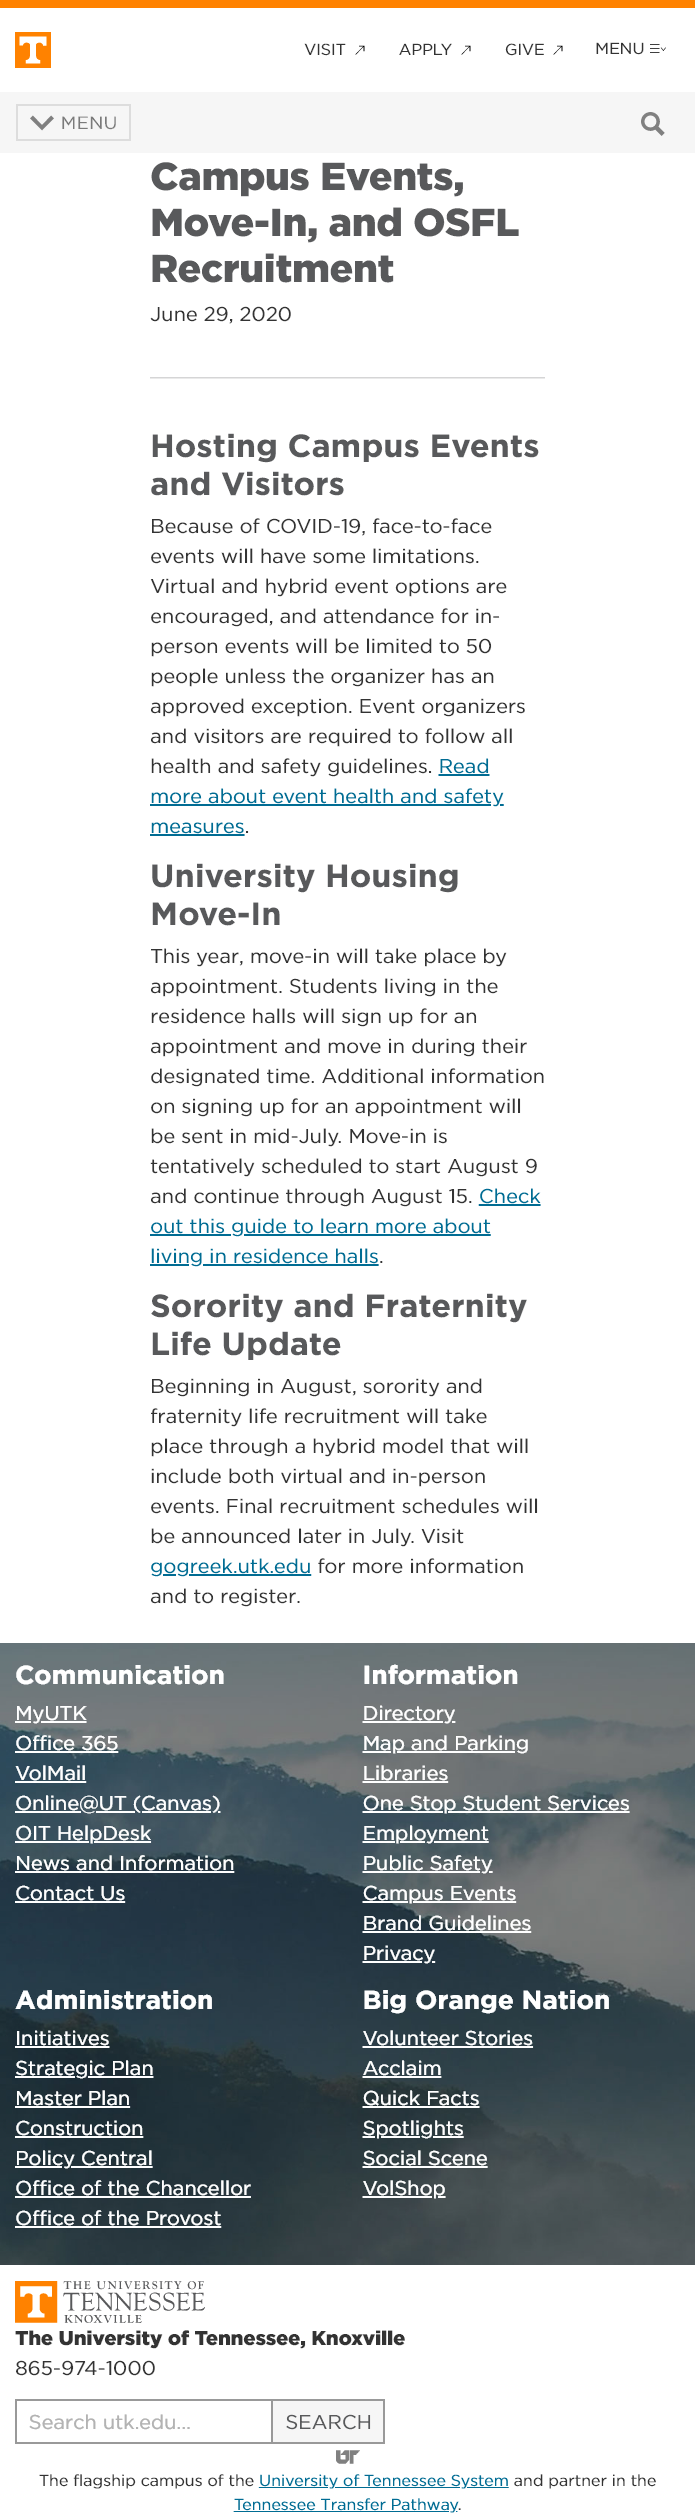 T
VISIT APPLY GIVE MENU
MENU
Campus Events,
Move-In, and OSFL
Recruitment
June 29, 2020
Hosting Campus Events
and Visitors
Because of COVID-19, face-to-face
events will have some limitations.
Virtual and hybrid event options are
encouraged, and attendance for in-
person events will be limited to 50
people unless the organizer has an
approved exception. Event organizers
and visitors are required to follow all
health and safety guidelines. Read
more about event health and safety
measures.
University Housing
Move-In
This year, move-in will take place by
appointment. Students living in the
residence halls will sign up for an
appointment and move in during their
designated time. Additional information
on signing up for an appointment will
be sent in mid-July. Move-in is
tentatively scheduled to start August 9
and continue through August 15. Check
out this guide to learn more about
living in residence halls.
Sorority and Fraternity
Life Update
Beginning in August, sorority and
fraternity life recruitment will take
place through a hybrid model that will
include both virtual and in-person
events. Final recruitment schedules will
be announced later in July. Visit
gogreek.utk.edu for more information
and to register.
Communication
MyUTK
Office 365
VolMail
Online@UT (Canvas)
OIT HelpDesk
News and Information
Contact Us
Information
Directory
Map and Parking
Libraries
One Stop Student Services
Employment
Public Safety
Campus Events
Brand Guidelines
Privacy
Administration
Initiatives
Strategic Plan
Master Plan
Construction
Policy Central
Office of the Chancellor
Office of the Provost
Big Orange Nation
Volunteer Stories
Acclaim
Quick Facts
Spotlights
Social Scene
VolShop
T
THE UNIVERSITY OF
TENNESSEE
KNOXVILLE
The University of Tennessee, Knoxville
865-974-1000
Search utk.edu... SEARCH
UT
The flagship campus of the University of Tennessee System and partner in the
Tennessee Transfer Pathway.